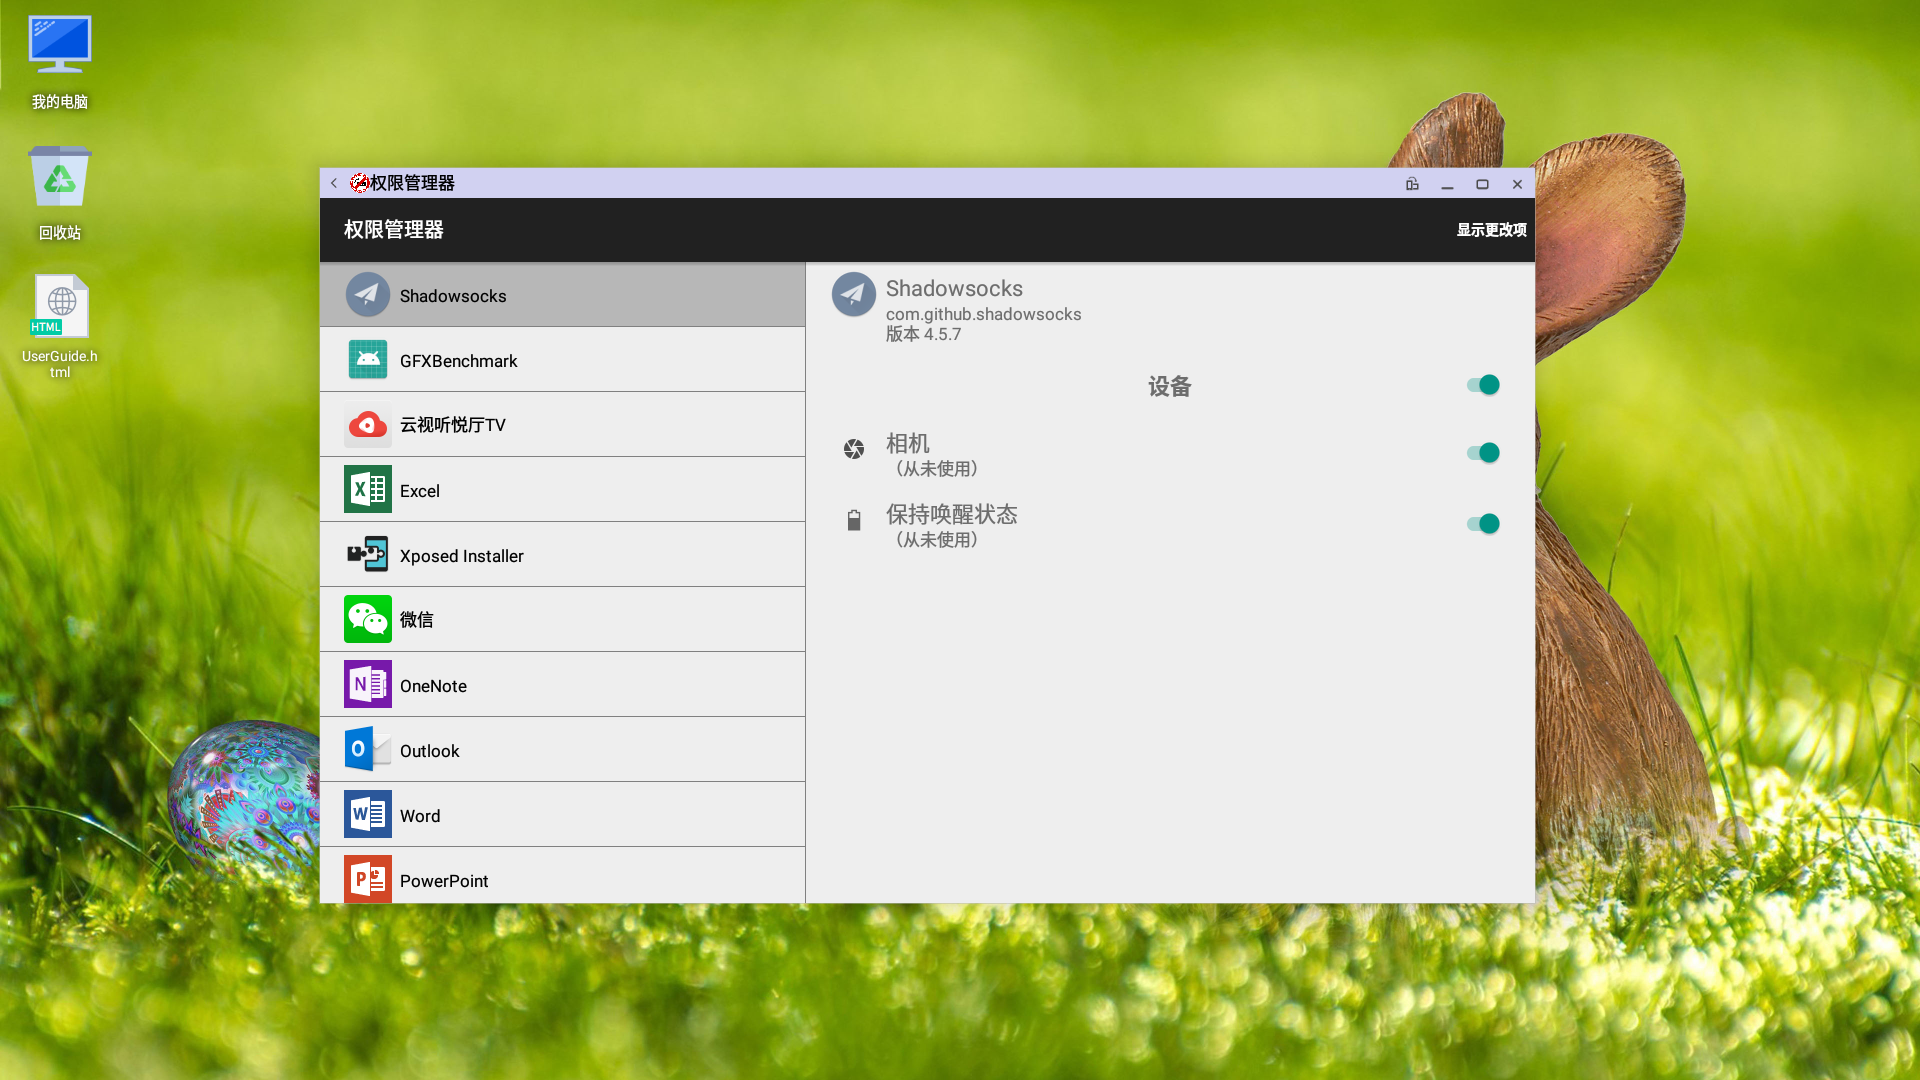 我的电脑
回收站
HTML
UserGuide.h
tml
权限管理器
权限管理器
显示更改项
Shadowsocks
GFXBenchmark
云视听悦厅TV
Excel
Xposed Installer
微信
OneNote
Outlook
Word
PowerPoint
Shadowsocks
com.github.shadowsocks
版本 4.5.7
设备
相机
（从未使用）
保持唤醒状态
（从未使用）